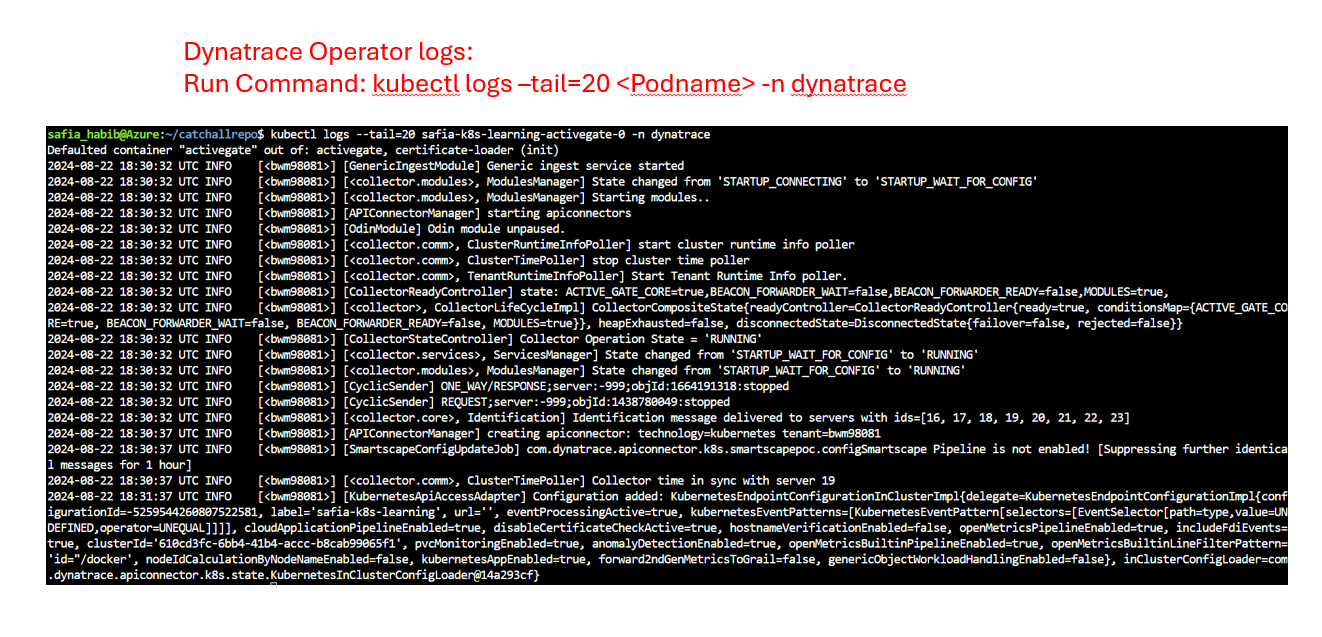 Dynatrace Operator logs:
Run Command: kubectl logs –tail=20 <Podname> -n dynatrace
safia_habib@Azure:~/catchallrepo$ kubectl logs --tail=20 safia-k8s-learning-activegate-0 -n dynatrace
Defaulted container "activegate" out of: activegate, certificate-loader (init)
2024-08-22 18:30:32 UTC INFO    [<bwm98081>] [GenericIngestModule] Generic ingest service started
2024-08-22 18:30:32 UTC INFO    [<bwm98081>] [<collector.modules>, ModulesManager] State changed from 'STARTUP_CONNECTING' to 'STARTUP_WAIT_FOR_CONFIG'
2024-08-22 18:30:32 UTC INFO    [<bwm98081>] [<collector.modules>, ModulesManager] Starting modules..
2024-08-22 18:30:32 UTC INFO    [<bwm98081>] [APIConnectorManager] starting apiconnectors
2024-08-22 18:30:32 UTC INFO    [<bwm98081>] [OdinModule] Odin module unpaused.
2024-08-22 18:30:32 UTC INFO    [<bwm98081>] [<collector.comm>, ClusterRuntimeInfoPoller] start cluster runtime info poller
2024-08-22 18:30:32 UTC INFO    [<bwm98081>] [<collector.comm>, ClusterTimePoller] stop cluster time poller
2024-08-22 18:30:32 UTC INFO    [<bwm98081>] [<collector.comm>, TenantRuntimeInfoPoller] Start Tenant Runtime Info poller.
2024-08-22 18:30:32 UTC INFO    [<bwm98081>] [CollectorReadyController] state: ACTIVE_GATE_CORE=true,BEACON_FORWARDER_WAIT=false,BEACON_FORWARDER_READY=false,MODULES=true,
2024-08-22 18:30:32 UTC INFO    [<bwm98081>] [<collector>, CollectorLifeCycleImpl] CollectorCompositeState{readyController=CollectorReadyController{ready=true, conditionsMap={ACTIVE_GATE_CO
RE=true, BEACON_FORWARDER_WAIT=false, BEACON_FORWARDER_READY=false, MODULES=true}}, heapExhausted=false, disconnectedState=DisconnectedState{failover=false, rejected=false}}
2024-08-22 18:30:32 UTC INFO    [<bwm98081>] [CollectorStateController] Collector Operation State = 'RUNNING'
2024-08-22 18:30:32 UTC INFO    [<bwm98081>] [<collector.services>, ServicesManager] State changed from 'STARTUP_WAIT_FOR_CONFIG' to 'RUNNING'
2024-08-22 18:30:32 UTC INFO    [<bwm98081>] [<collector.modules>, ModulesManager] State changed from 'STARTUP_WAIT_FOR_CONFIG' to 'RUNNING'
2024-08-22 18:30:32 UTC INFO    [<bwm98081>] [CyclicSender] ONE_WAY/RESPONSE;server:-999;objId:1664191318:stopped
2024-08-22 18:30:32 UTC INFO    [<bwm98081>] [CyclicSender] REQUEST;server:-999;objId:1438780049:stopped
2024-08-22 18:30:32 UTC INFO    [<bwm98081>] [<collector.core>, Identification] Identification message delivered to servers with ids=[16, 17, 18, 19, 20, 21, 22, 23]
2024-08-22 18:30:37 UTC INFO    [<bwm98081>] [APIConnectorManager] creating apiconnector: technology=kubernetes tenant=bwm98081
2024-08-22 18:30:37 UTC INFO    [<bwm98081>] [SmartscapeConfigUpdateJob] com.dynatrace.apiconnector.k8s.smartscapepoc.configSmartscape Pipeline is not enabled! [Suppressing further identica
l messages for 1 hour]
2024-08-22 18:30:37 UTC INFO    [<bwm98081>] [<collector.comm>, ClusterTimePoller] Collector time in sync with server 19
2024-08-22 18:31:37 UTC INFO    [<bwm98081>] [KubernetesApiAccessAdapter] Configuration added: KubernetesEndpointConfigurationInClusterImpl{delegate=KubernetesEndpointConfigurationImpl{conf
igurationId=-5259544260807522581, label='safia-k8s-learning', url='', eventProcessingActive=true, kubernetesEventPatterns=[KubernetesEventPattern[selectors=[EventSelector[path=type,value=UN
DEFINED,operator=UNEQUAL]]]], cloudApplicationPipelineEnabled=true, disableCertificateCheckActive=true, hostnameVerificationEnabled=false, openMetricsPipelineEnabled=true, includeFdiEvents=
true, clusterId='610cd3fc-6bb4-41b4-accc-b8cab99065f1', pvcMonitoringEnabled=true, anomalyDetectionEnabled=true, openMetricsBuiltinPipelineEnabled=true, openMetricsBuiltinLineFilterPattern=
'id="/docker', nodeIdCalculationByNodeNameEnabled=false, kubernetesAppEnabled=true, forward2ndGenMetricsToGrail=false, genericObjectWorkloadHandlingEnabled=false}, inClusterConfigLoader=com
.dynatrace.apiconnector.k8s.state.KubernetesInClusterConfigLoader@14a293cf}